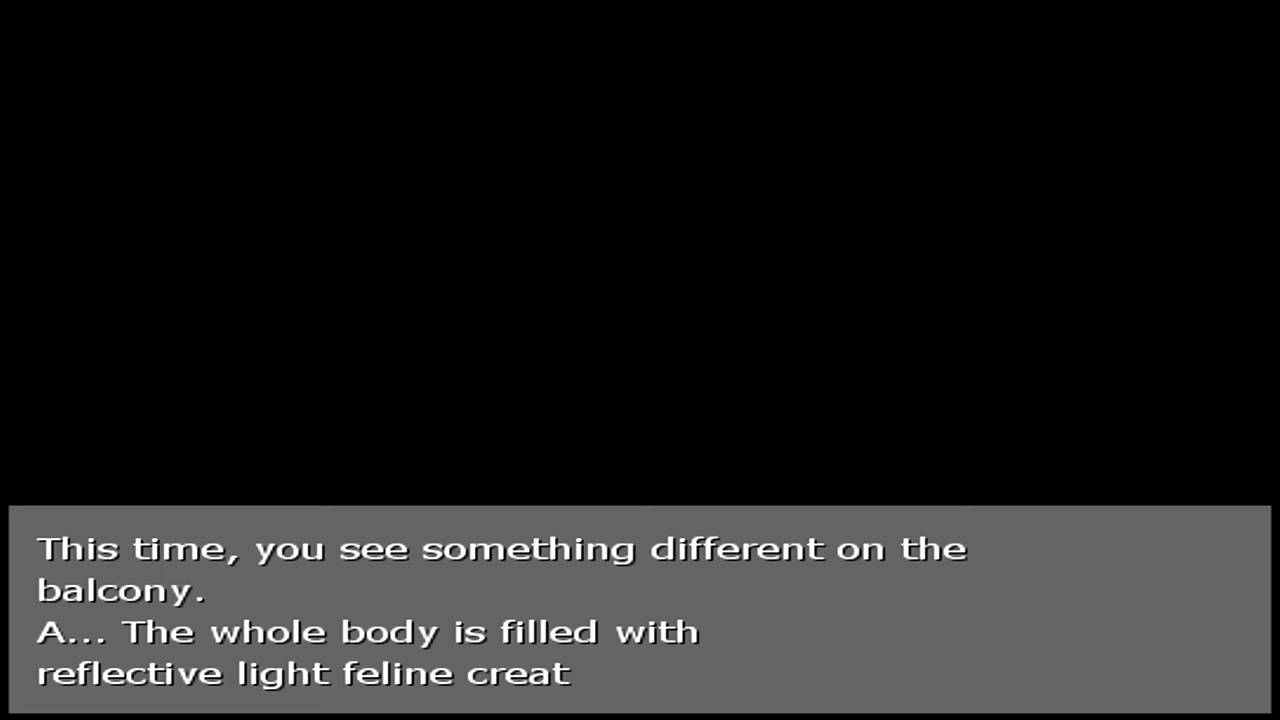 This time, you see something different on the
balcony.
A... The whole body is filled with
reflective light feline creat